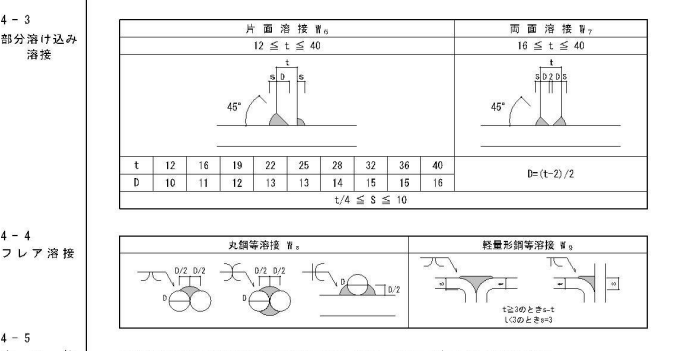 4-3
部分溶け込み
溶接
片面溶接 W₆
両面溶接 W₇
12 ≦ t ≦ 40
16 ≦ t ≦ 40
t
S D S
45°
t
S D 2 D S
45°
t 12 16 19 22 25 28 32 36 40
D 10 11 12 13 13 14 15 15 16
D=(t-2)/2
t/4 ≦ S ≦ 10
4-4
フレア溶接
丸鋼等溶接 W₈
軽量形鋼等溶接 W₉
D/2 D/2
D
D/2 D/2
D
D
D/2
S
t
t
S
t≧3のときs=t
t<3のときs=3
4-5